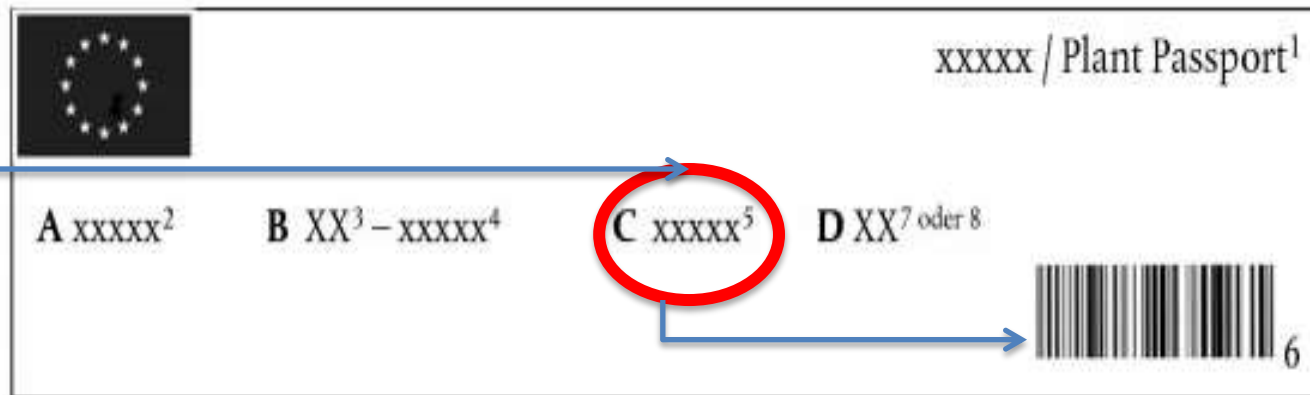 xxxxx / Plant Passport¹
A xxxxx² B XX³ – xxxxx⁴ C xxxxx⁵ D XX⁷ ᵒᵈᵉʳ ⁸
6